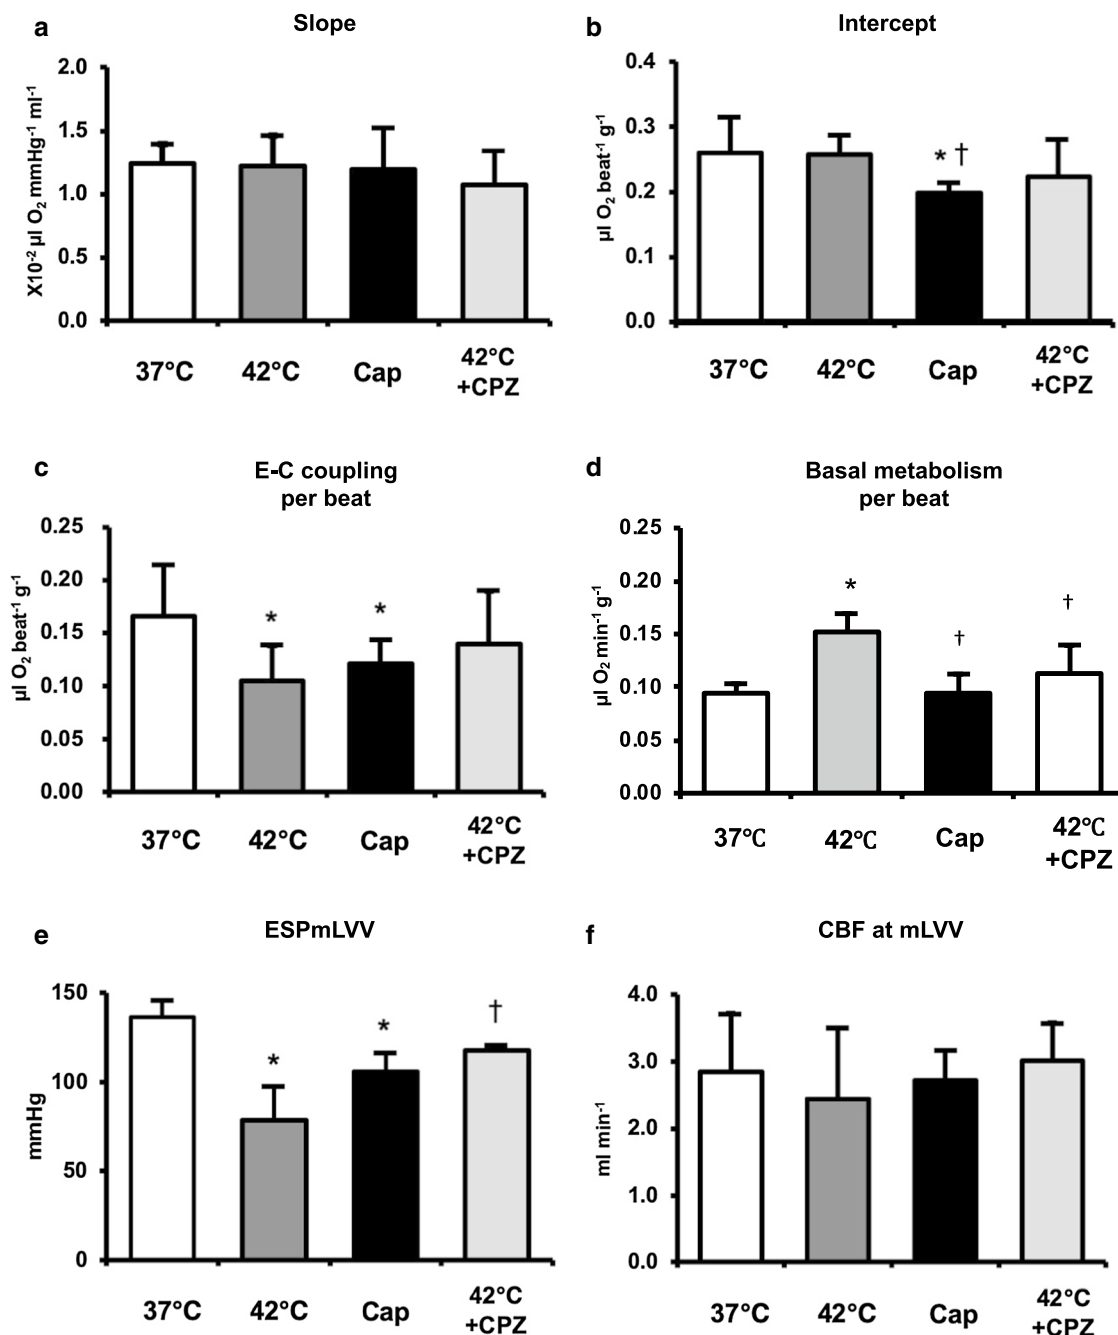 a
Slope
X10⁻² µl O₂ mmHg⁻¹ ml⁻¹
2.0
1.5
1.0
0.5
0.0
37°C
42°C
Cap
42°C
+CPZ
b
Intercept
µl O₂ beat⁻¹ g⁻¹
0.4
0.3
0.2
0.1
0.0
* †
37°C
42°C
Cap
42°C
+CPZ
c
E-C coupling
per beat
µl O₂ beat⁻¹ g⁻¹
0.25
0.20
0.15
0.10
0.05
0.00
*
*
37°C
42°C
Cap
42°C
+CPZ
d
Basal metabolism
per beat
µl O₂ min⁻¹ g⁻¹
0.25
0.20
0.15
0.10
0.05
0.00
*
†
†
37℃
42℃
Cap
42℃
+CPZ
e
ESPmLVV
mmHg
150
100
50
0
*
*
†
37°C
42°C
Cap
42°C
+CPZ
f
CBF at mLVV
ml min⁻¹
4.0
3.0
2.0
1.0
0.0
37°C
42°C
Cap
42°C
+CPZ